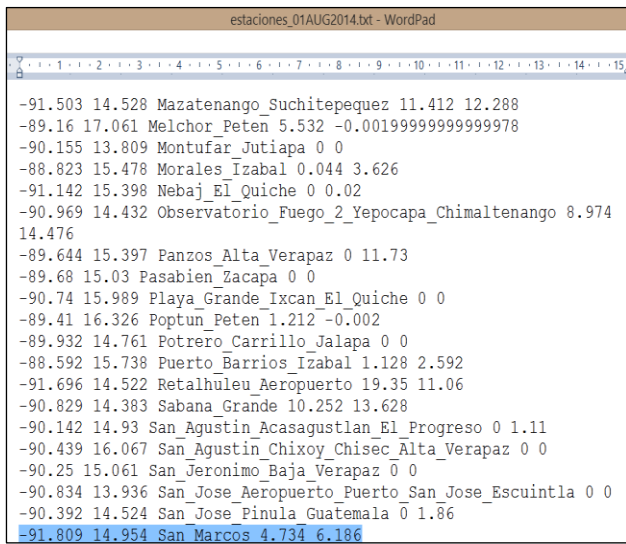 estaciones_01AUG2014.txt - WordPad
1 2 3 4 5 6 7 8 9 10 11 12 13 14 15
-91.503 14.528 Mazatenango_Suchitepequez 11.412 12.288
-89.16 17.061 Melchor_Peten 5.532 -0.00199999999999978
-90.155 13.809 Montufar_Jutiapa 0 0
-88.823 15.478 Morales_Izabal 0.044 3.626
-91.142 15.398 Nebaj_El_Quiche 0 0.02
-90.969 14.432 Observatorio_Fuego_2_Yepocapa_Chimaltenango 8.974
14.476
-89.644 15.397 Panzos_Alta_Verapaz 0 11.73
-89.68 15.03 Pasabien_Zacapa 0 0
-90.74 15.989 Playa_Grande_Ixcan_El_Quiche 0 0
-89.41 16.326 Poptun_Peten 1.212 -0.002
-89.932 14.761 Potrero_Carrillo_Jalapa 0 0
-88.592 15.738 Puerto_Barrios_Izabal 1.128 2.592
-91.696 14.522 Retalhuleu_Aeropuerto 19.35 11.06
-90.829 14.383 Sabana_Grande 10.252 13.628
-90.142 14.93 San_Agustin_Acasagustlan_El_Progreso 0 1.11
-90.439 16.067 San_Agustin_Chixoy_Chisec_Alta_Verapaz 0 0
-90.25 15.061 San_Jeronimo_Baja_Verapaz 0 0
-90.834 13.936 San_Jose_Aeropuerto_Puerto_San_Jose_Escuintla 0 0
-90.392 14.524 San_Jose_Pinula_Guatemala 0 1.86
-91.809 14.954 San_Marcos 4.734 6.186